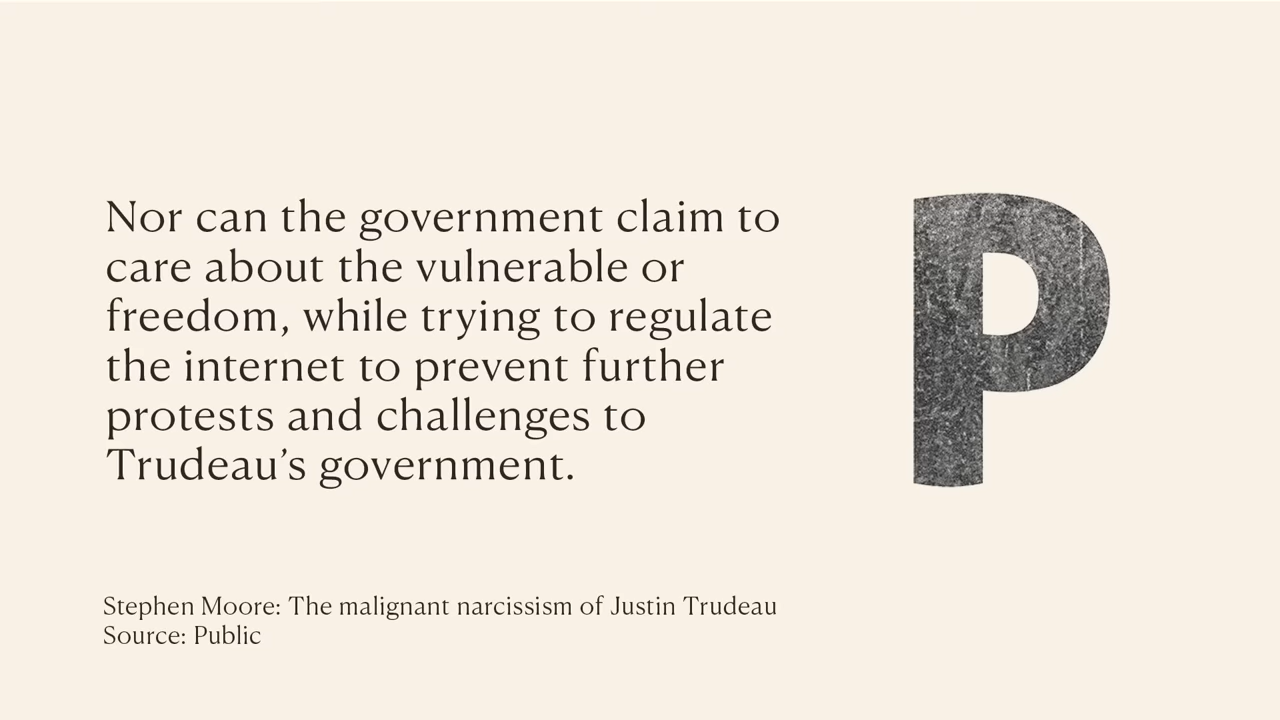 Nor can the government claim to
care about the vulnerable or
freedom, while trying to regulate
the internet to prevent further
protests and challenges to
Trudeau’s government.
P
Stephen Moore: The malignant narcissism of Justin Trudeau
Source: Public